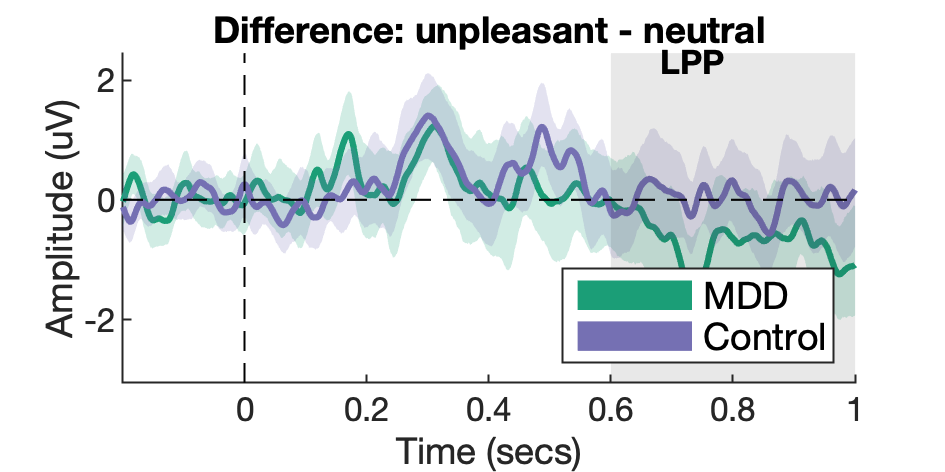 Difference: unpleasant - neutral
LPP
Amplitude (uV)
2
0
-2
MDD
Control
0 0.2 0.4 0.6 0.8 1
Time (secs)